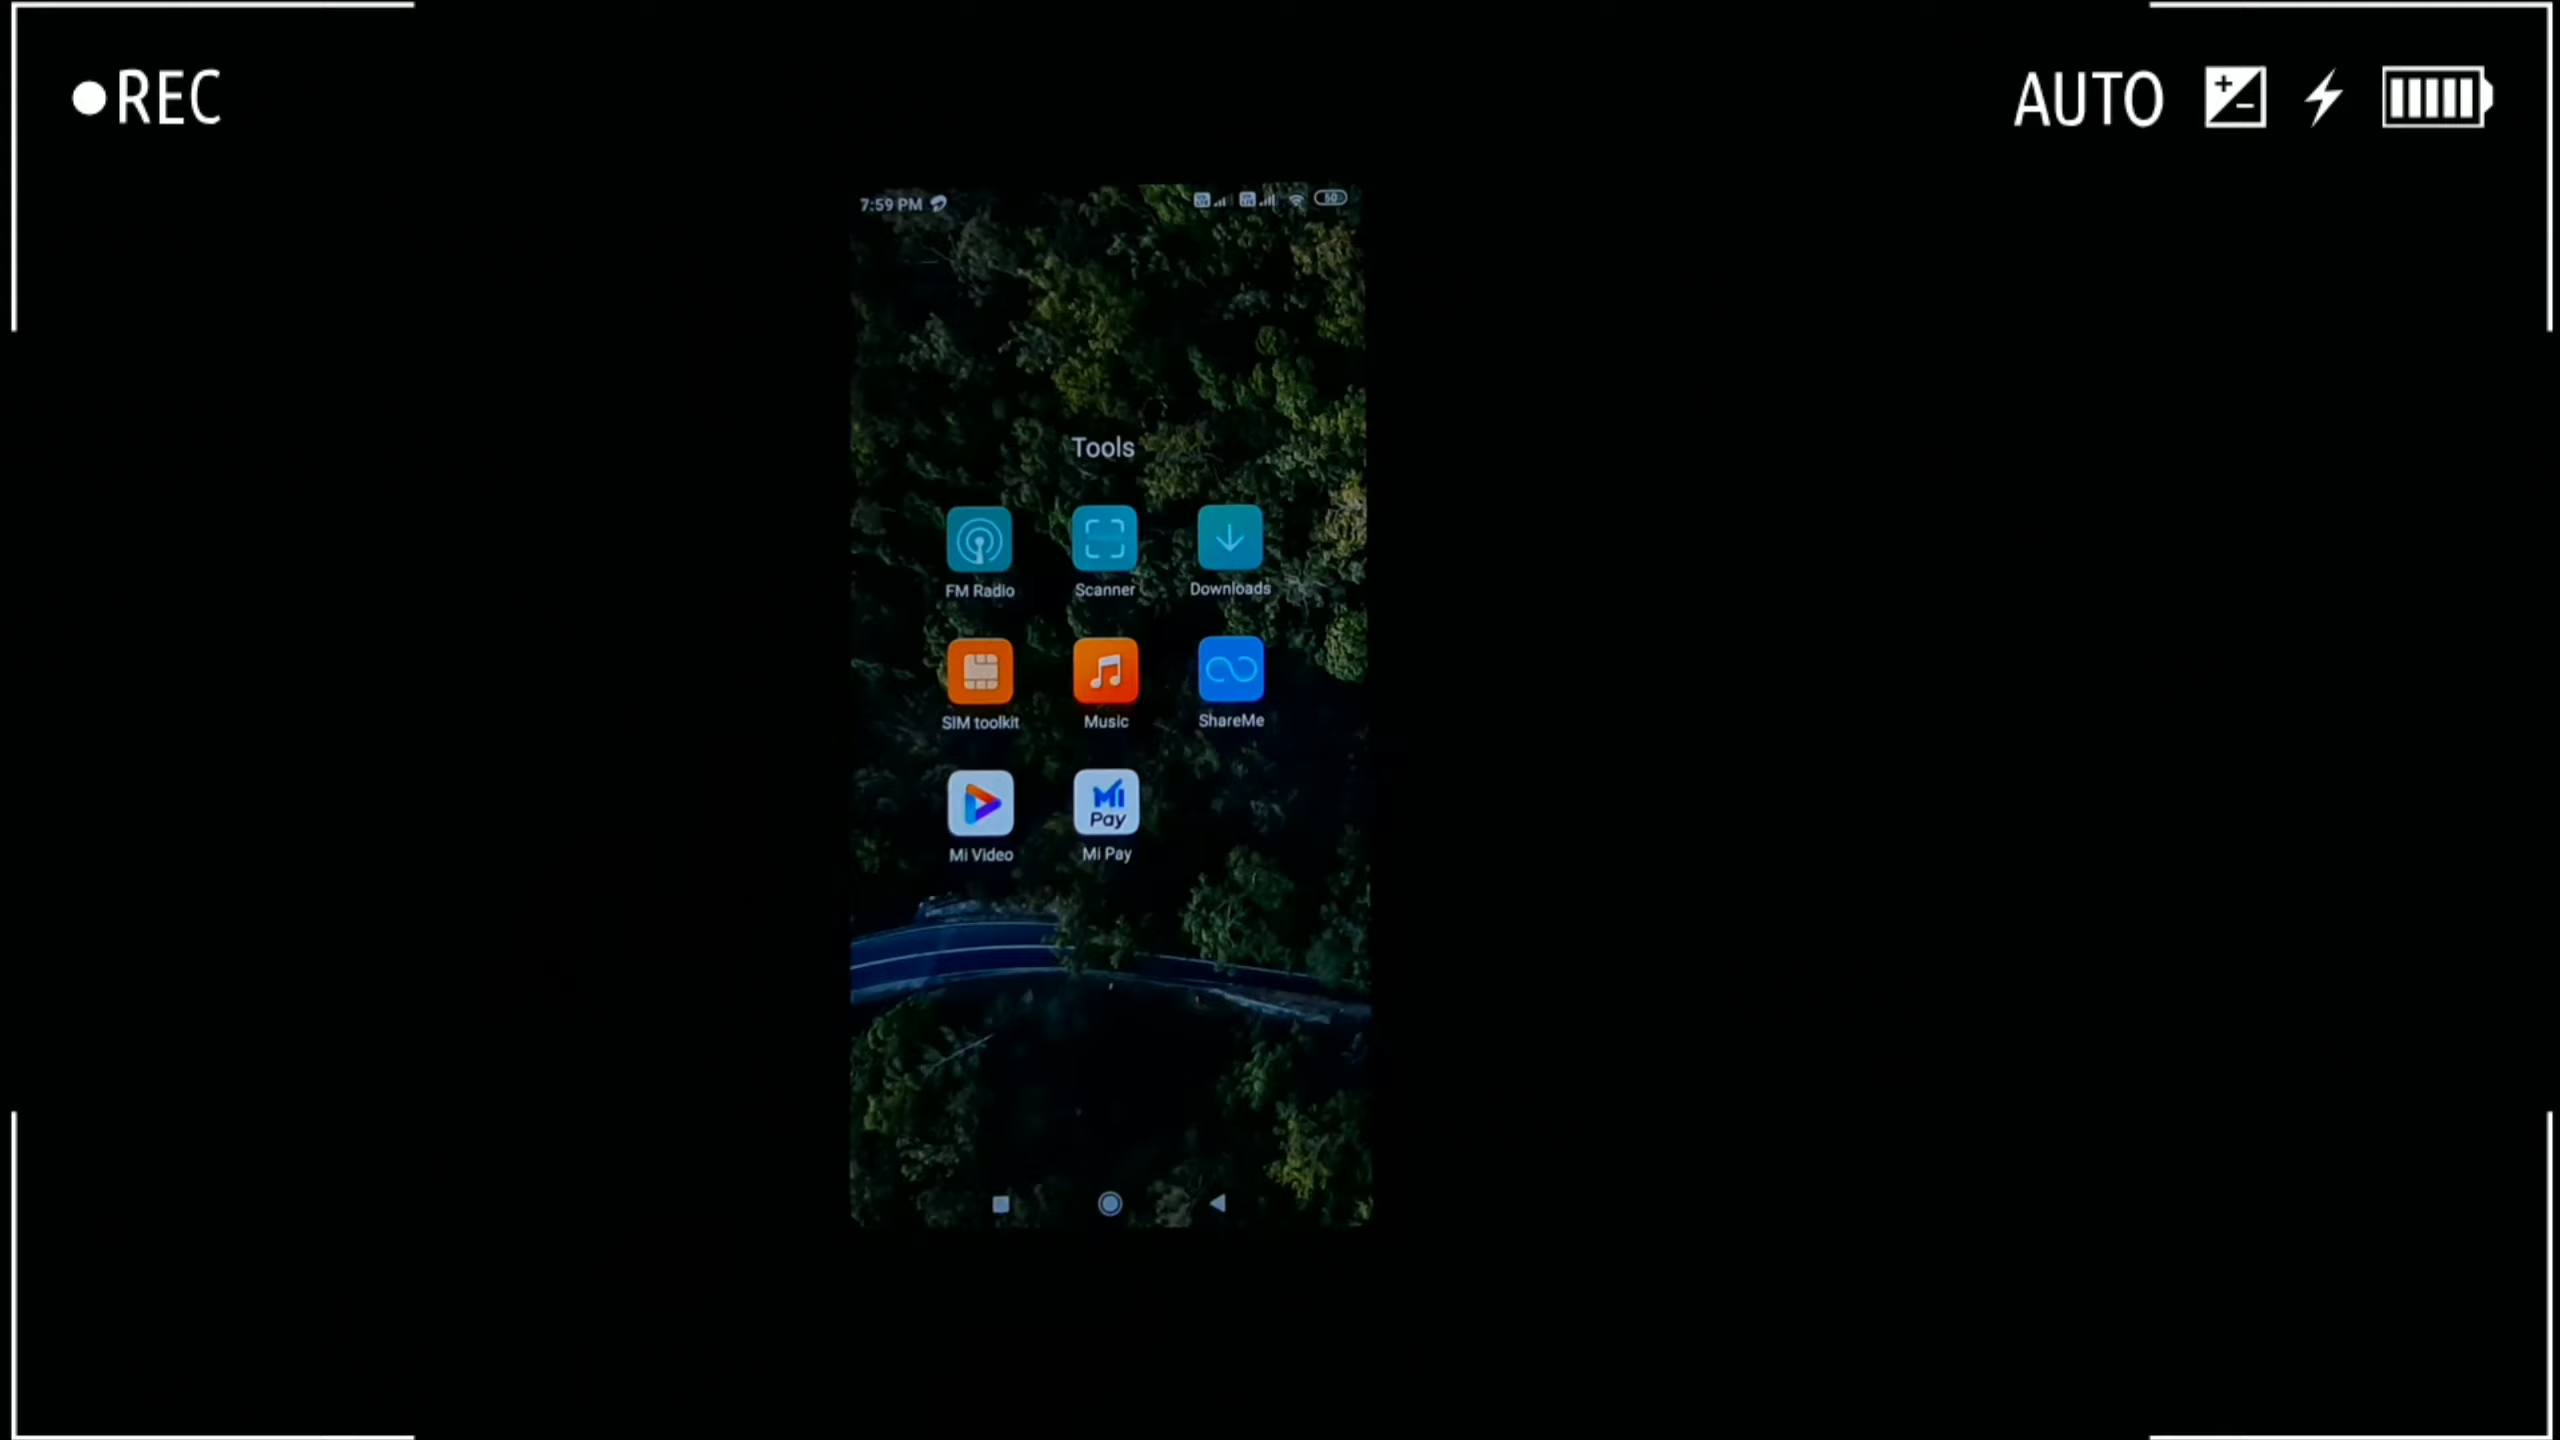 ●REC
AUTO
7:59 PM
50
Tools
FM Radio
Scanner
Downloads
SIM toolkit
Music
ShareMe
Mi Pay
Mi Video
Mi Pay